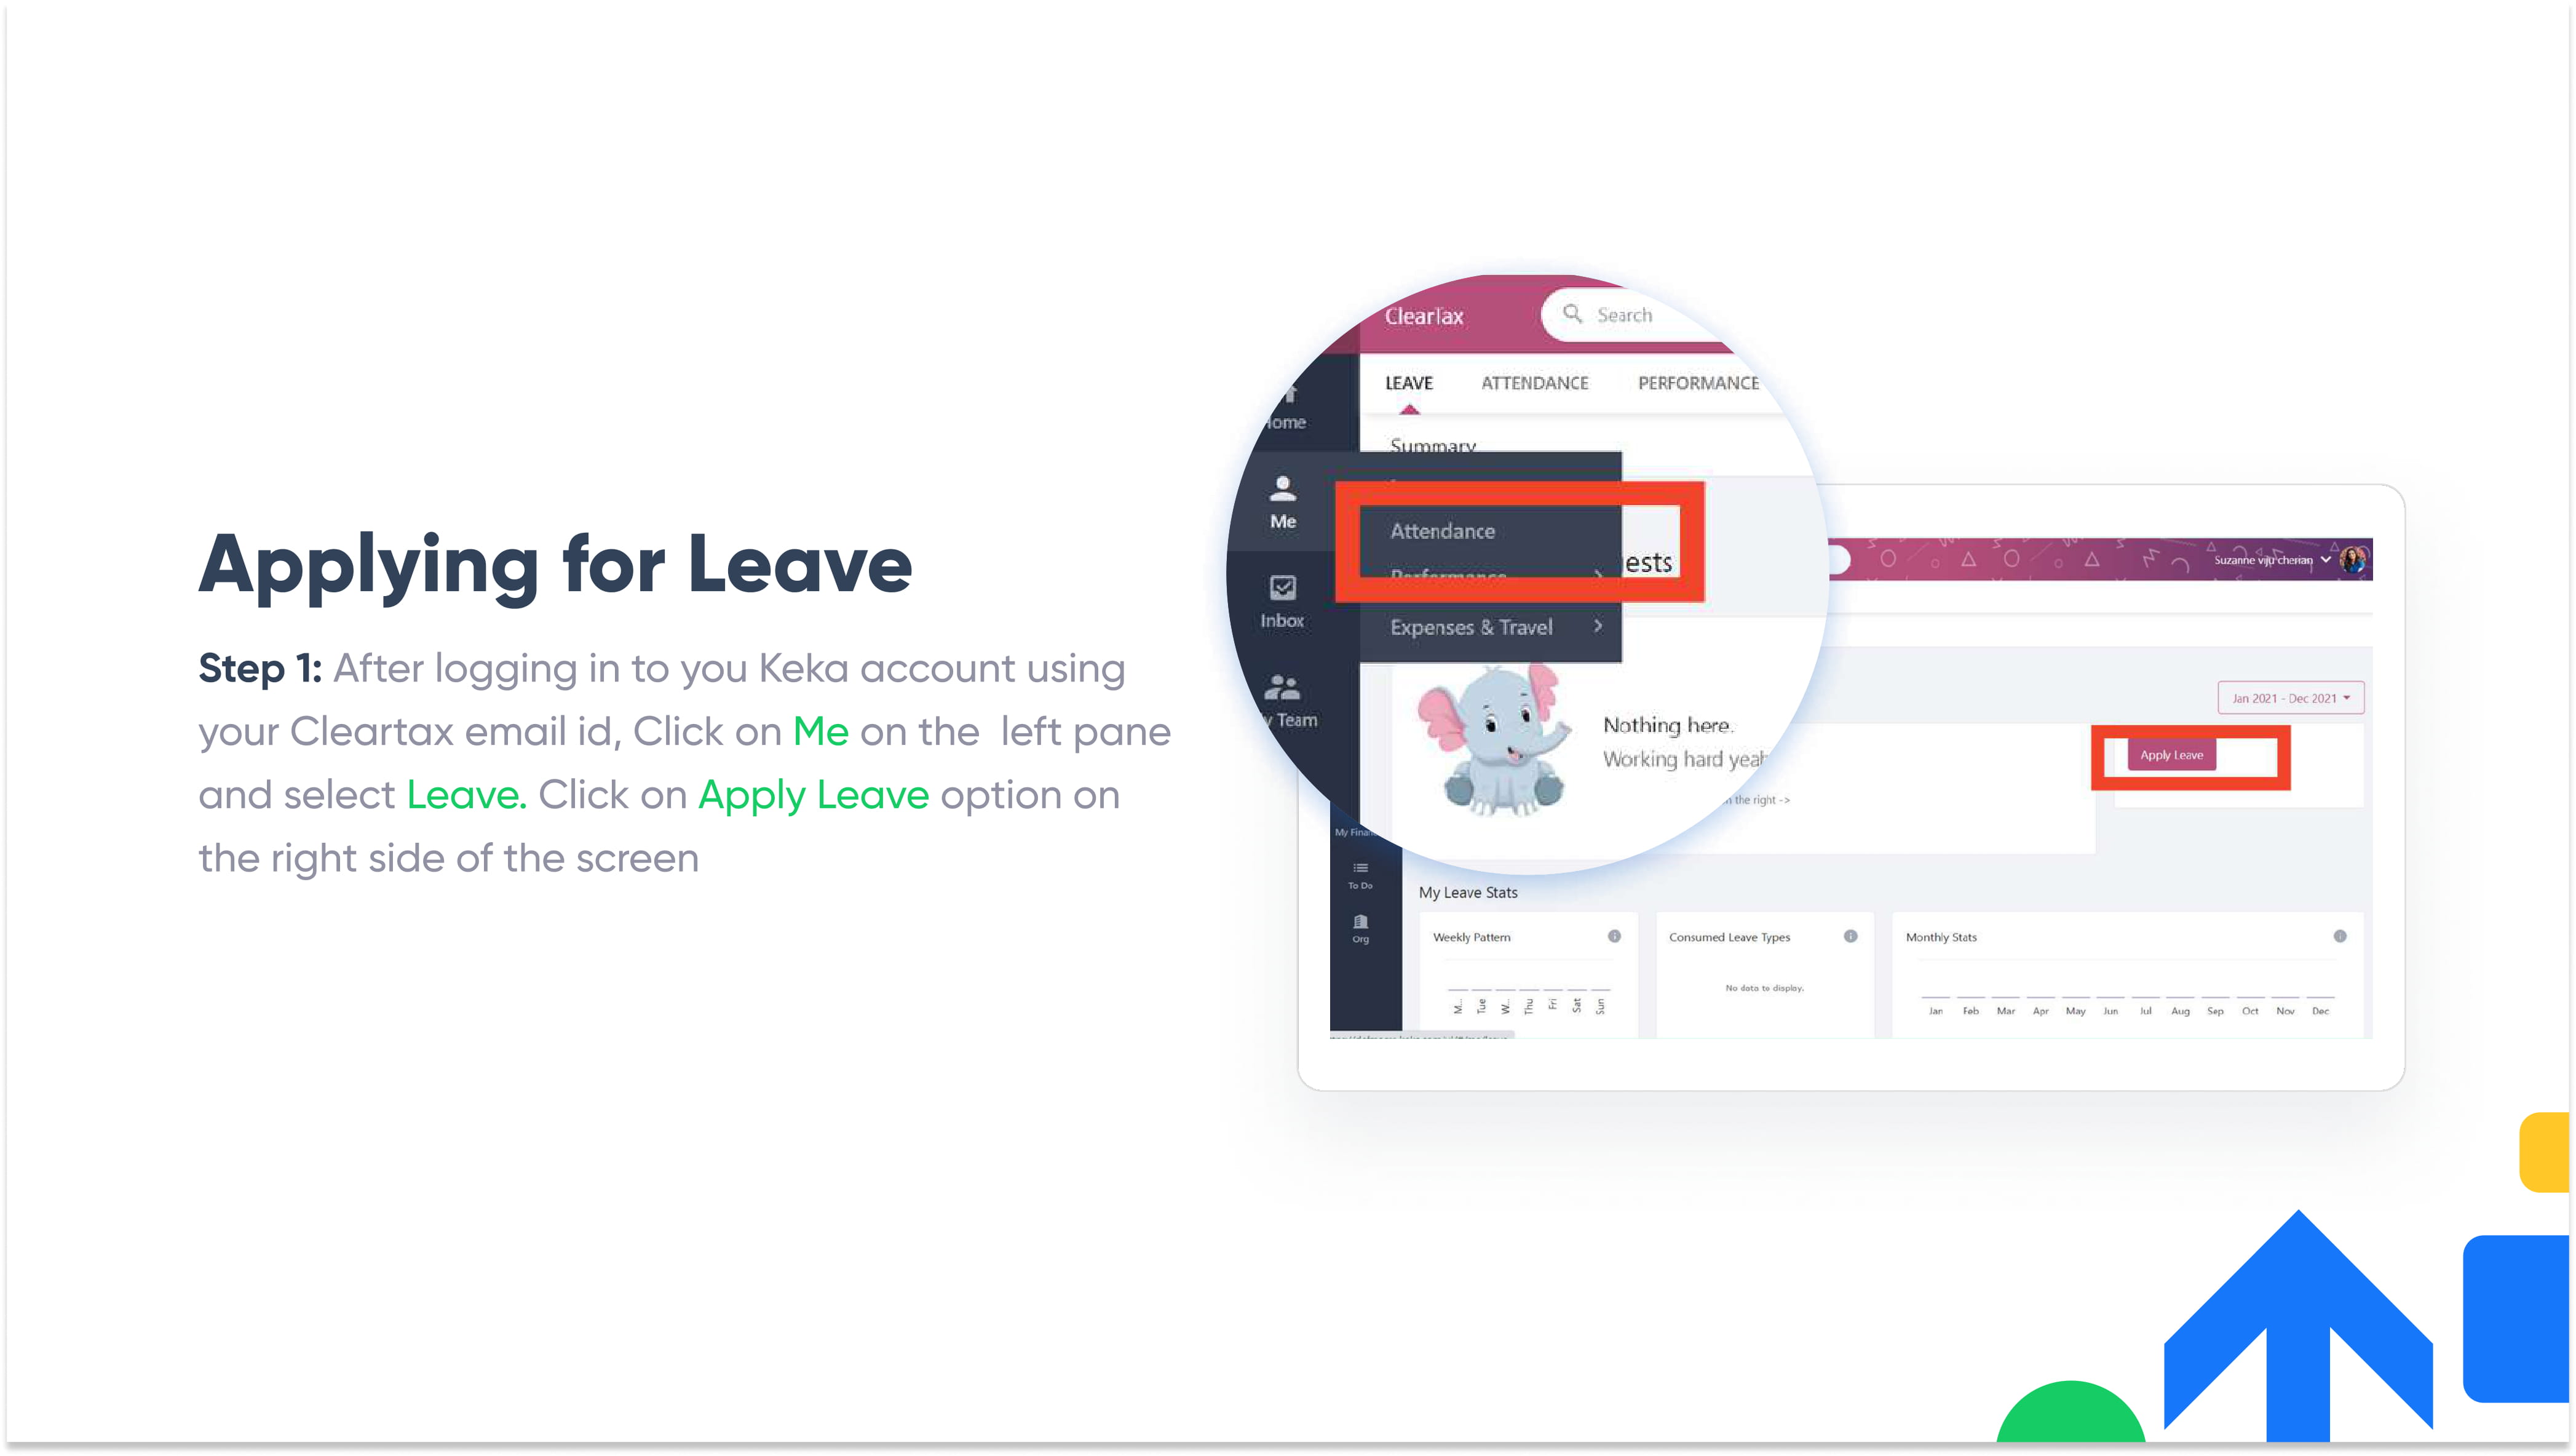 Applying for Leave
Step 1: After logging in to you Keka account using
your Cleartax email id, Click on Me on the left pane
and select Leave. Click on Apply Leave option on
the right side of the screen
ClearTax
Search
LEAVE ATTENDANCE PERFORMANCE
Summary
Me
Attendance
ests
Inbox
Expenses & Travel
Team
Nothing here.
Working hard
the right ->
Suzanne viju cherian
Jan 2021 - Dec 2021
Apply Leave
My
To Do
Org
My Leave Stats
Weekly Pattern
M... Tue W... Thu Fri Sat Sun
Consumed Leave Types
No data to display.
Monthly Stats
Jan Feb Mar Apr May Jun Jul Aug Sep Oct Nov Dec